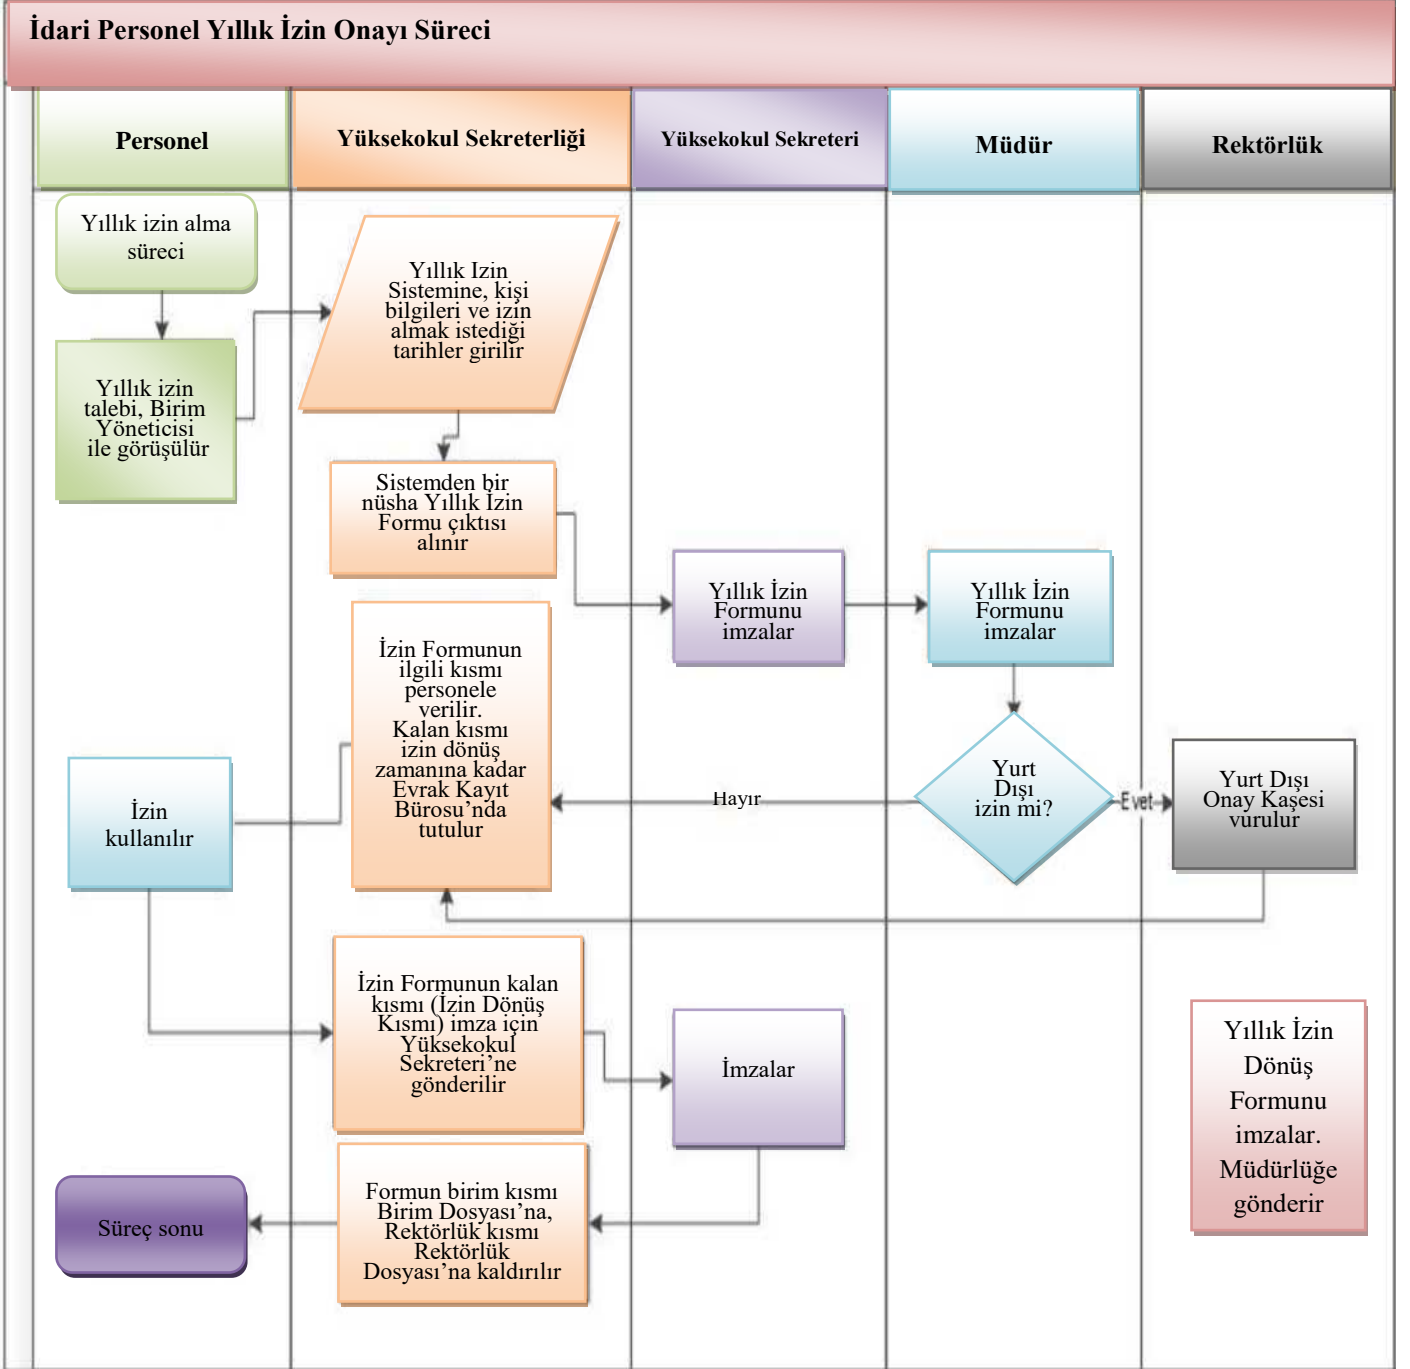 İdari Personel Yıllık İzin Onayı Süreci
Personel
Yüksekokul Sekreterliği
Yüksekokul Sekreteri
Müdür
Rektörlük
Yıllık izin alma
süreci
Yıllık izin
talebi, Birim
Yöneticisi
ile görüşülür
Yıllık Izin
Sistemine, kişi
bilgileri ve izin
almak istediği
tarihler girilir
Sistemden bir
nüsha Yıllık İzin
Formu çıktısı
alınır
Yıllık İzin
Formunu
imzalar
Yıllık İzin
Formunu
imzalar
Yurt
Dışı
izin mi?
Hayır
Evet
Yurt Dışı
Onay Kaşesi
vurulur
İzin Formunun
ilgili kısmı
personele
verilir.
Kalan kısmı
izin dönüş
zamanına kadar
Evrak Kayıt
Bürosu’nda
tutulur
İzin
kullanılır
İzin Formunun kalan
kısmı (İzin Dönüş
Kısmı) imza için
Yüksekokul
Sekreteri’ne
gönderilir
İmzalar
Yıllık İzin
Dönüş
Formunu
imzalar.
Müdürlüğe
gönderir
Formun birim kısmı
Birim Dosyası’na,
Rektörlük kısmı
Rektörlük
Dosyası’na kaldırılır
Süreç sonu